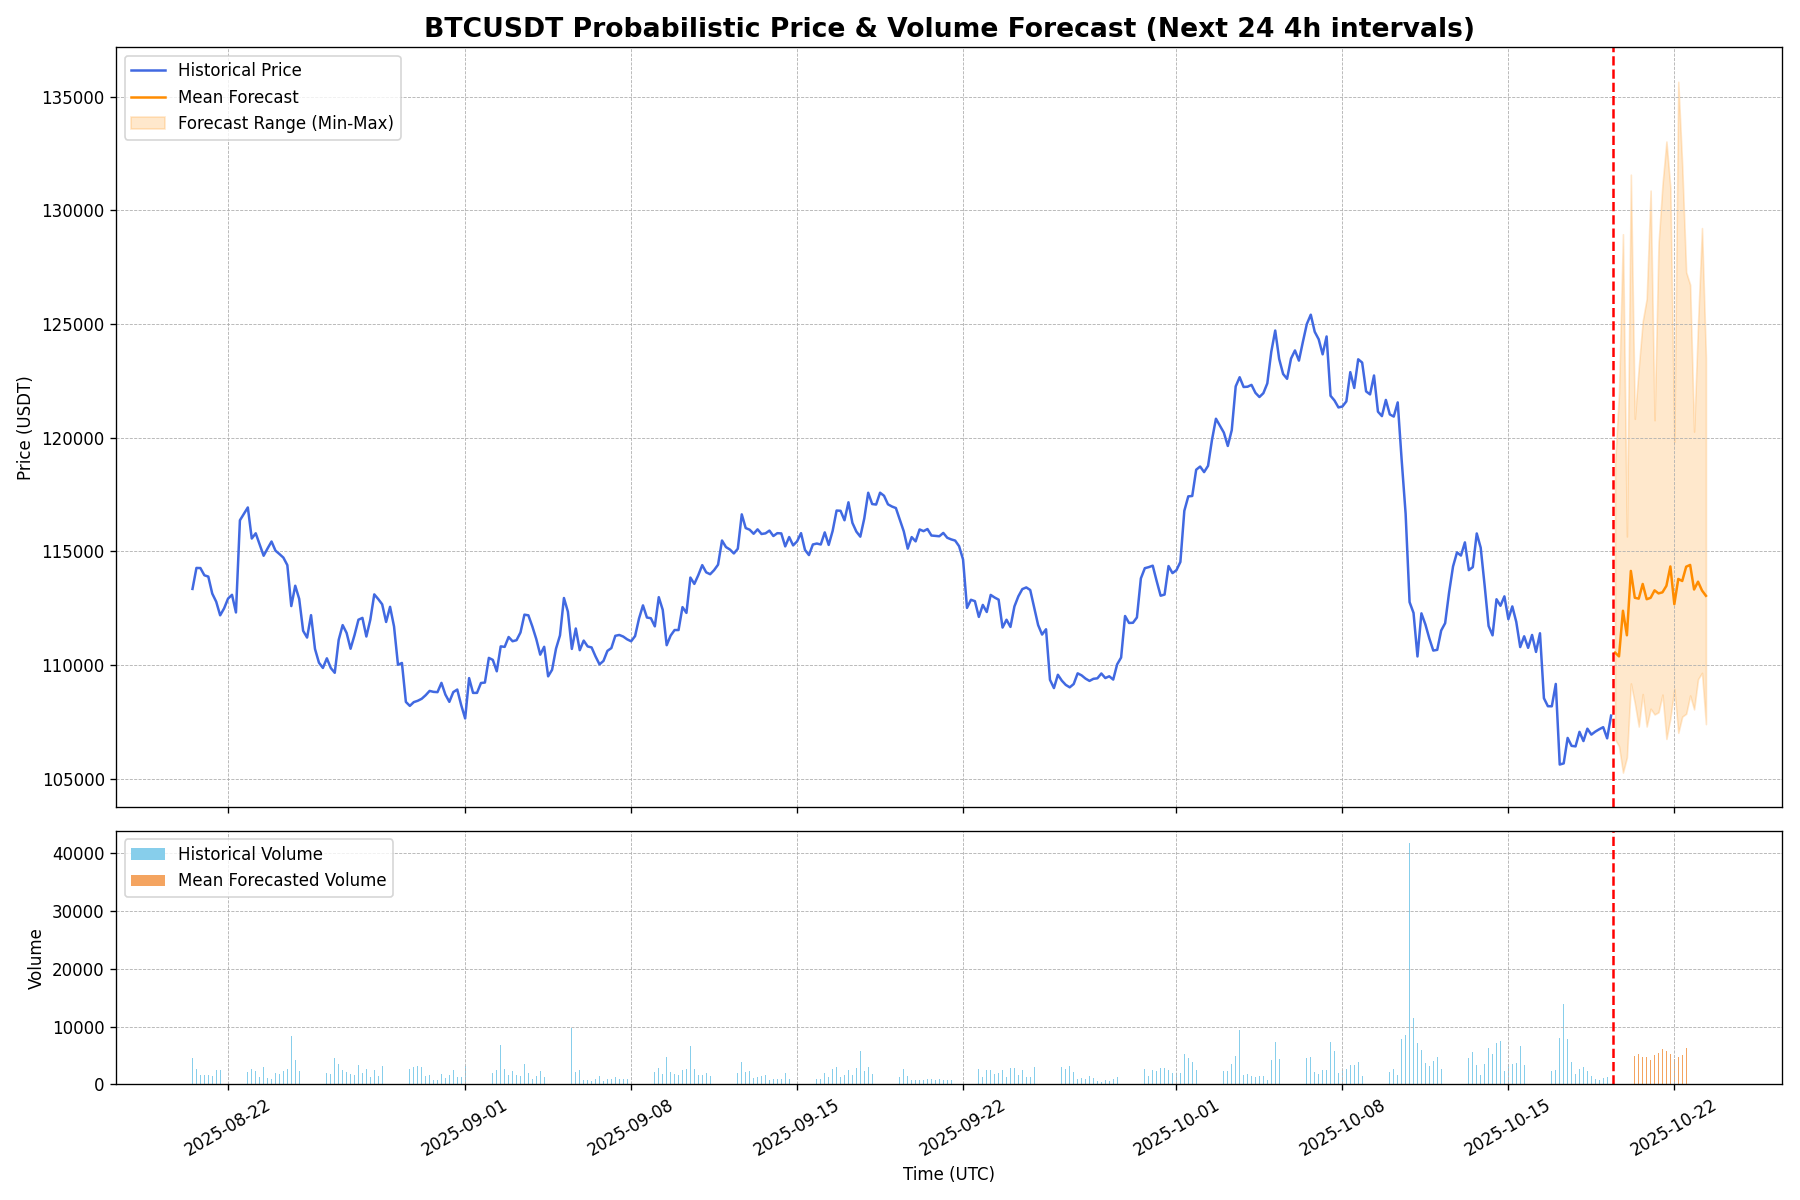 BTCUSDT Probabilistic Price & Volume Forecast (Next 24 4h intervals)
Historical Price
Mean Forecast
Forecast Range (Min-Max)
135000
130000
125000
120000
115000
110000
105000
Price (USDT)
Historical Volume
Mean Forecasted Volume
40000
30000
20000
10000
0
Volume
2025-08-22
2025-09-01
2025-09-08
2025-09-15
2025-09-22
2025-10-01
2025-10-08
2025-10-15
2025-10-22
Time (UTC)